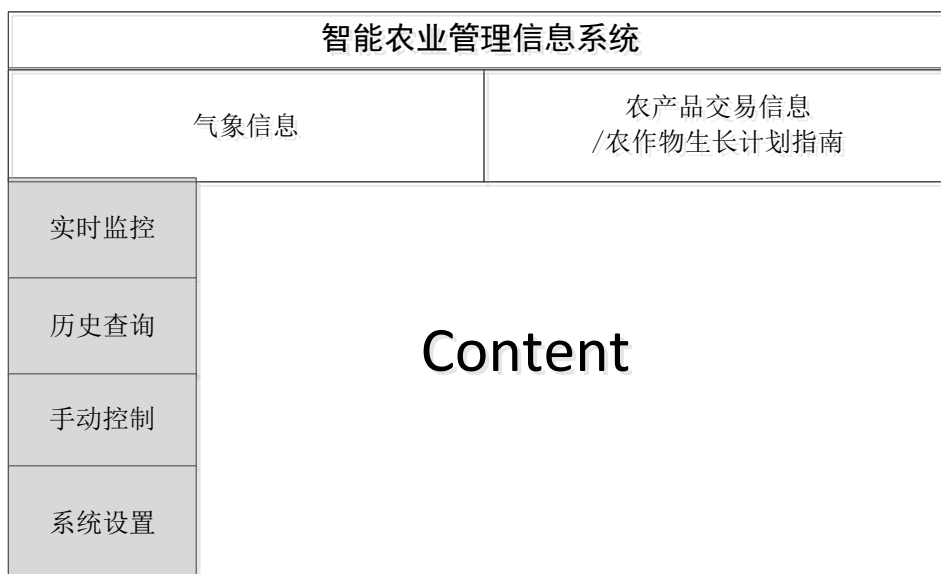 智能农业管理信息系统
气象信息
农产品交易信息
/农作物生长计划指南
实时监控
历史查询
手动控制
系统设置
Content